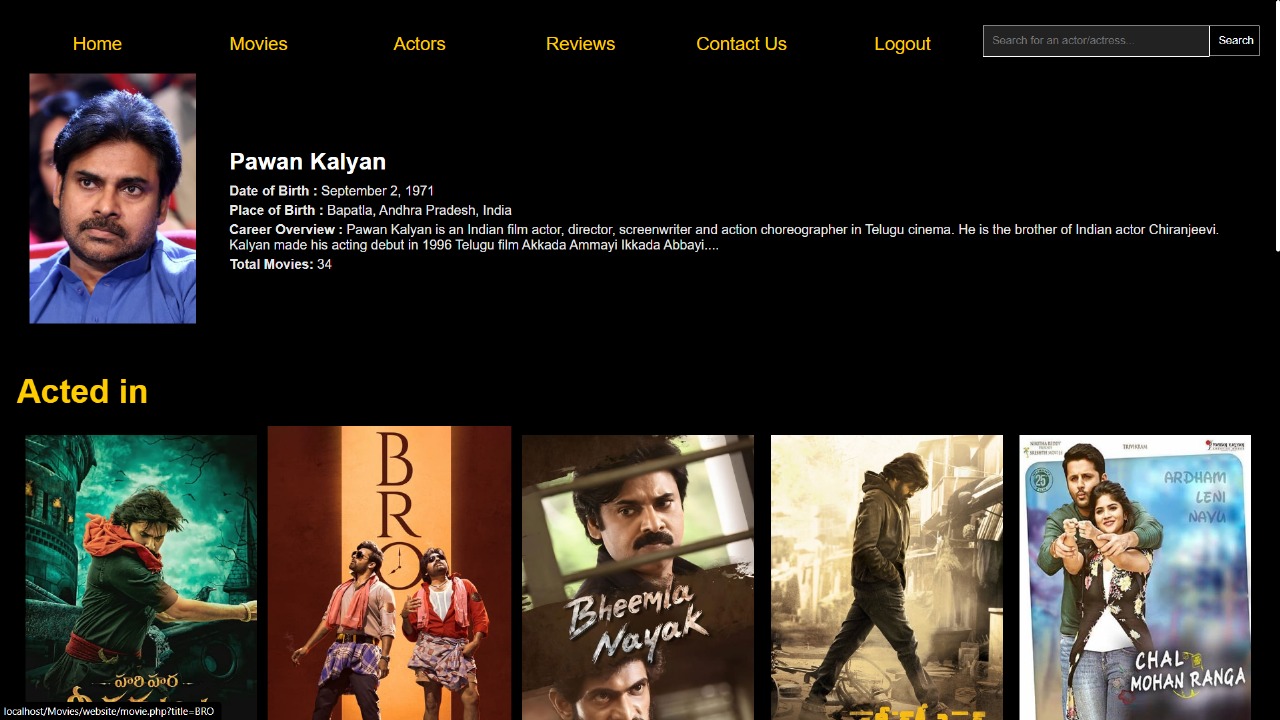 Home
Movies
Actors
Reviews
Contact Us
Logout
Search for an actor/actress...
Search
Pawan Kalyan
Date of Birth : September 2, 1971
Place of Birth : Bapatla, Andhra Pradesh, India
Career Overview : Pawan Kalyan is an Indian film actor, director, screenwriter and action choreographer in Telugu cinema. He is the brother of Indian actor Chiranjeevi.
Kalyan made his acting debut in 1996 Telugu film Akkada Ammayi Ikkada Abbayi....
Total Movies: 34
Acted in
హరి హర
BRO
Bheemla
Nayak
TRIVIKRAM
25
ARDHAM
LENI
NAVU
CHAL
MOHAN RANGA
localhost/Movies/website/movie.php?title=BRO